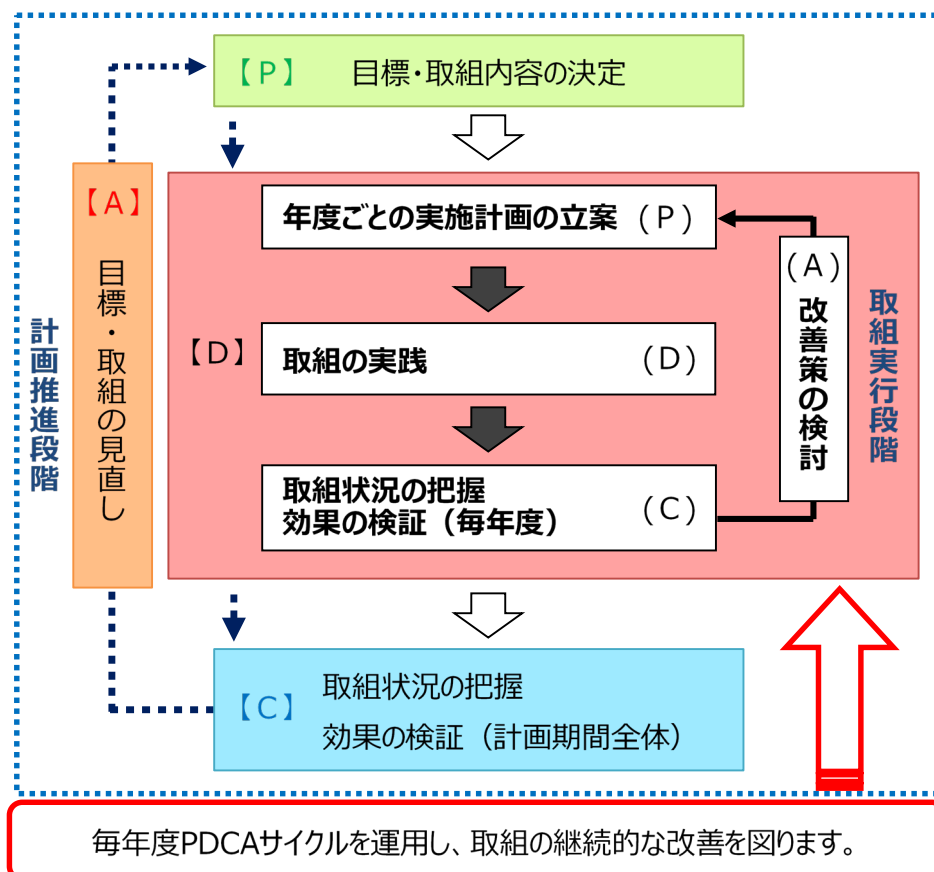 【P】 目標・取組内容の決定
【A】
目標・取組の見直し
計画推進段階
年度ごとの実施計画の立案 （P）
【D】
取組の実践 （D）
取組状況の把握
効果の検証（毎年度） （C）
（A）
改善策の検討
取組実行段階
【C】 取組状況の把握
効果の検証（計画期間全体）
毎年度PDCAサイクルを運用し、取組の継続的な改善を図ります。